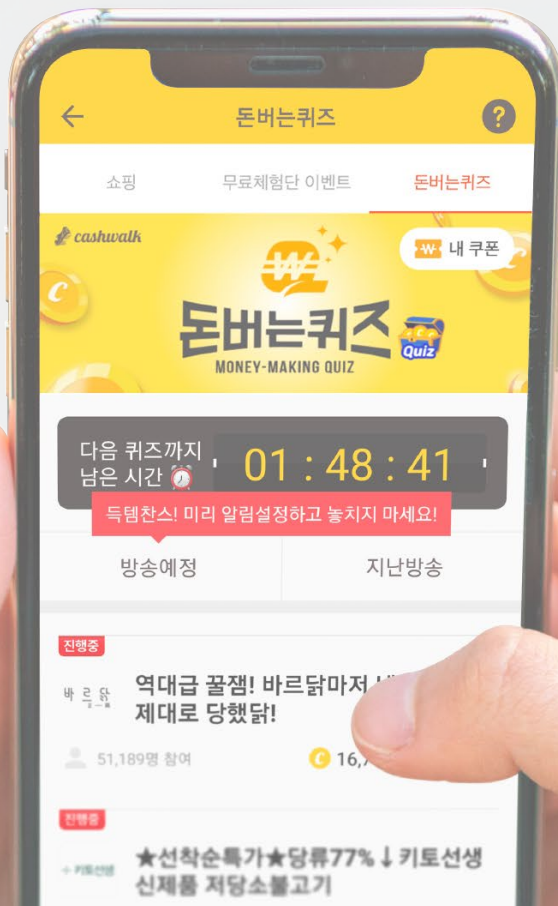 돈버는퀴즈
?
쇼핑 무료체험단 이벤트 돈버는퀴즈
cashwalk
내 쿠폰
돈버는퀴즈
Quiz
MONEY-MAKING QUIZ
다음 퀴즈까지
남은 시간
01 : 48 : 41
득템찬스! 미리 알림설정하고 놓치지 마세요!
방송예정 지난방송
진행중
바르닭
역대급 꿀잼! 바르닭마저
제대로 당했닭!
51,189명 참여
진행중
키토선생
★선착순특가★당류77%↓키토선생
신제품 저당소불고기